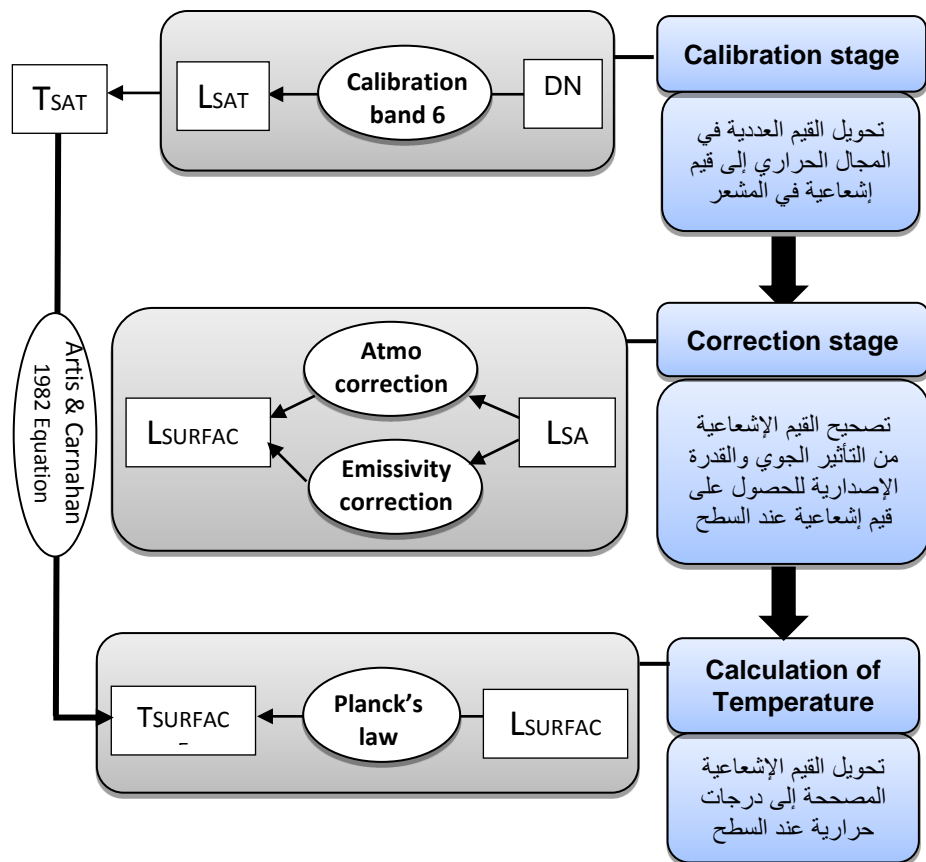 Calibration stage
تحويل القيم العددية في
المجال الحراري إلى قيم
إشعاعية في المشعر
DN
Calibration
band 6
LSAT
TSAT
Artis & Carnahan
1982 Equation
Correction stage
تصحيح القيم الإشعاعية
من التأثير الجوي والقدرة
الإصدارية للحصول على
قيم إشعاعية عند السطح
LSA
Atmo
correction
Emissivity
correction
LSURFAC
Calculation of
Temperature
تحويل القيم الإشعاعية
المصححة إلى درجات
حرارية عند السطح
LSURFAC
Planck’s
law
TSURFAC